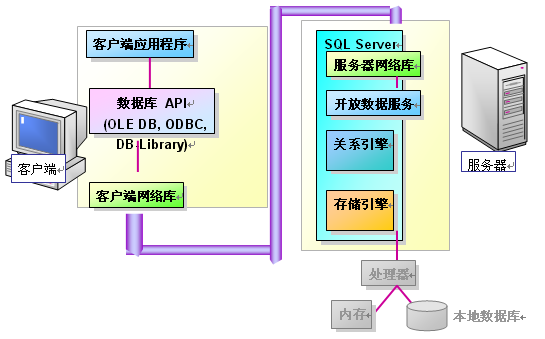 客户端应用程序
数据库 API
(OLE DB, ODBC,
DB-Library)
客户端网络库
客户端
SQL Server
服务器网络库
开放数据服务
关系引擎
存储引擎
服务器
处理器
内存
本地数据库